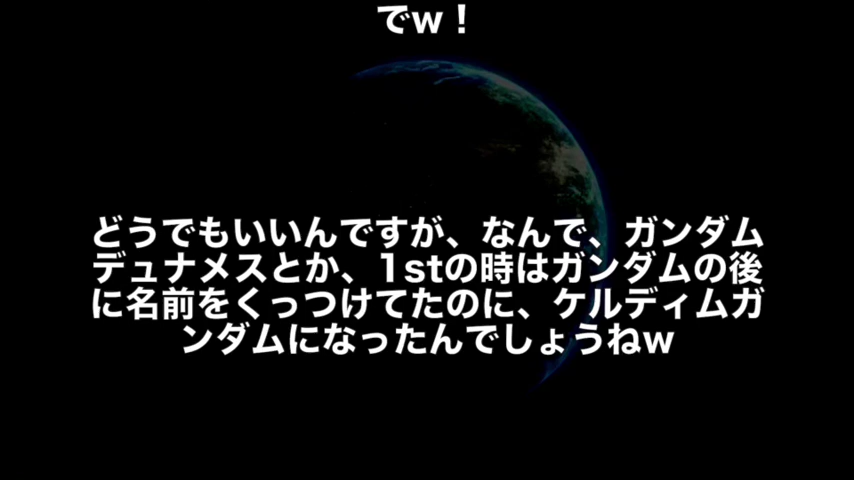 でw！
どうでもいいんですが、なんで、ガンダム
デュナメスとか、1stの時はガンダムの後
に名前をくっつけてたのに、ケルディムガ
ンダムになったんでしょうねw